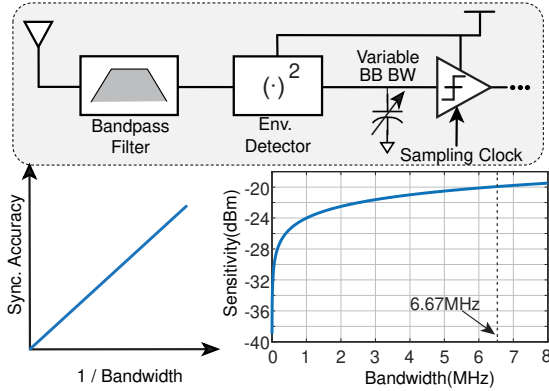 (·)²
Variable
BB BW
Bandpass
Filter
Env.
Detector
Sampling Clock
Sync. Accuracy
1 / Bandwidth
Sensitivity(dBm)
-20
-24
-28
-32
-36
-40
6.67MHz
0 1 2 3 4 5 6 7 8
Bandwidth(MHz)